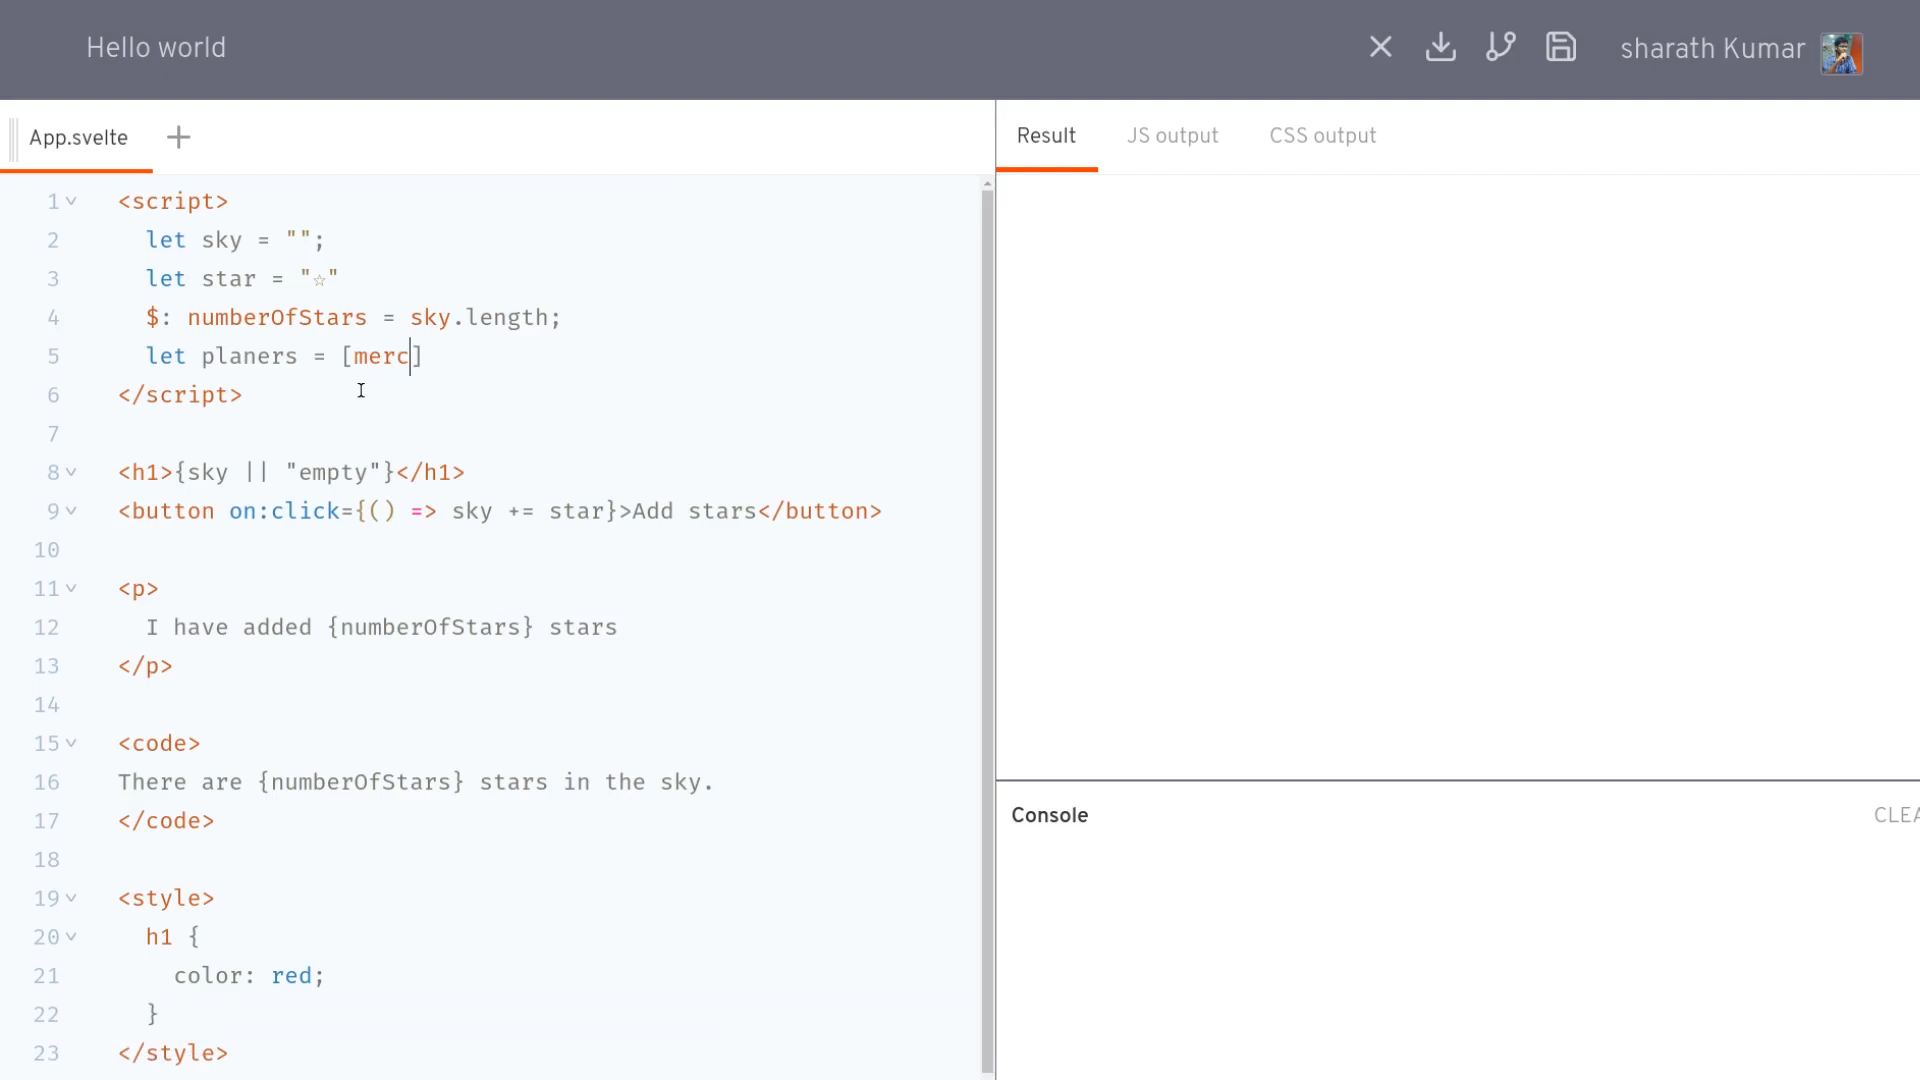 Hello world
sharath Kumar
App.svelte
Result JS output CSS output
1 <script>
2 let sky = "";
3 let star = "☆"
4 $: numberOfStars = sky.length;
5 let planers = [merc]
6 </script>
7
8 <h1>{sky || "empty"}</h1>
9 <button on:click={() => sky += star}>Add stars</button>
10
11 <p>
12 I have added {numberOfStars} stars
13 </p>
14
15 <code>
16 There are {numberOfStars} stars in the sky.
17 </code>
18
19 <style>
20 h1 {
21 color: red;
22 }
23 </style>
Console
CLEA